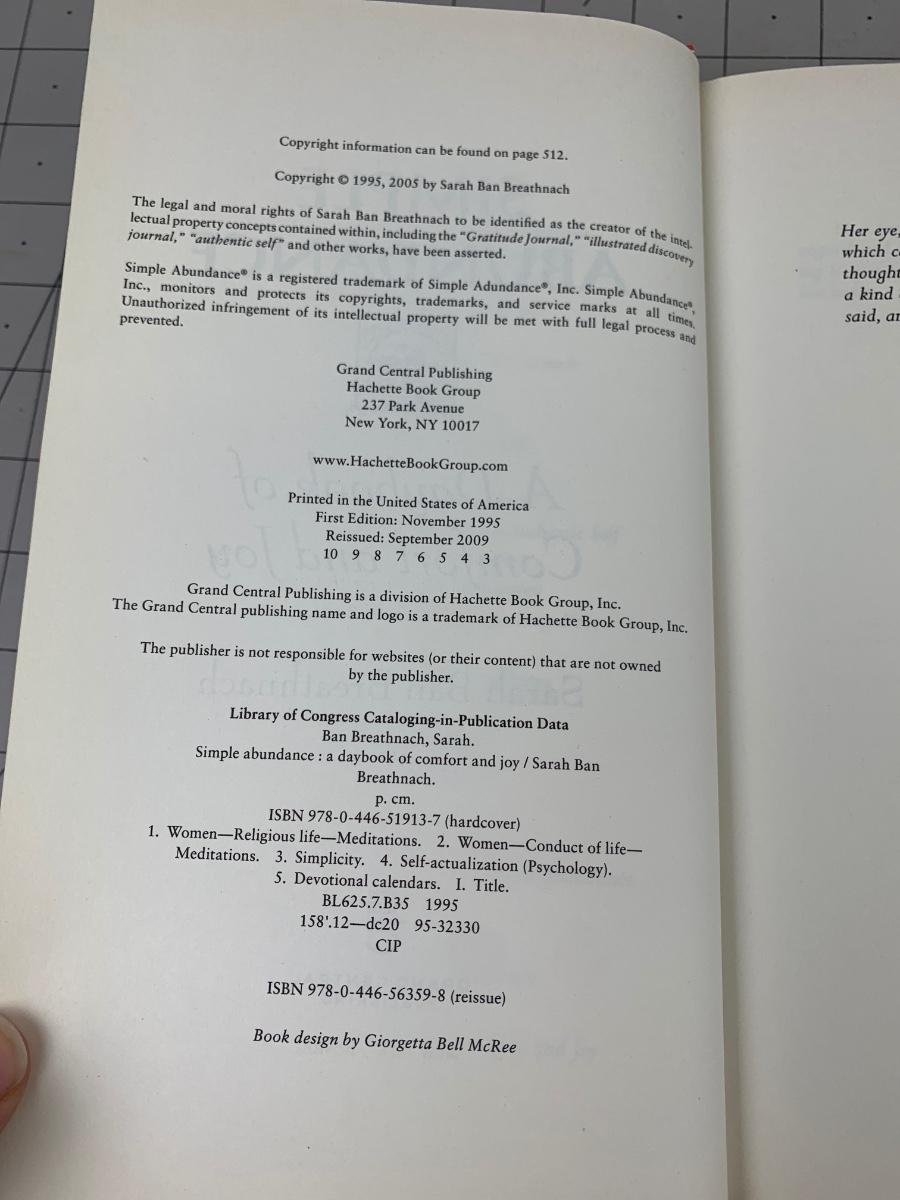 Copyright information can be found on page 512.
Copyright © 1995, 2005 by Sarah Ban Breathnach
The legal and moral rights of Sarah Ban Breathnach to be identified as the creator of the intel-
lectual property concepts contained within, including the "Gratitude Journal," "illustrated discovery
journal," "authentic self" and other works, have been asserted.
Simple Abundance® is a registered trademark of Simple Adundance®, Inc. Simple Abundance®,
Inc., monitors and protects its copyrights, trademarks, and service marks at all times.
Unauthorized infringement of its intellectual property will be met with full legal process and
prevented.
Grand Central Publishing
Hachette Book Group
237 Park Avenue
New York, NY 10017
www.HachetteBookGroup.com
Printed in the United States of America
First Edition: November 1995
Reissued: September 2009
10 9 8 7 6 5 4 3
Grand Central Publishing is a division of Hachette Book Group, Inc.
The Grand Central publishing name and logo is a trademark of Hachette Book Group, Inc.
The publisher is not responsible for websites (or their content) that are not owned
by the publisher.
Library of Congress Cataloging-in-Publication Data
Ban Breathnach, Sarah.
Simple abundance : a daybook of comfort and joy / Sarah Ban
Breathnach.
p. cm.
ISBN 978-0-446-51913-7 (hardcover)
1. Women—Religious life—Meditations. 2. Women—Conduct of life—
Meditations. 3. Simplicity. 4. Self-actualization (Psychology).
5. Devotional calendars. I. Title.
BL625.7.B35 1995
158'.12—dc20 95-32330
CIP
ISBN 978-0-446-56359-8 (reissue)
Book design by Giorgetta Bell McRee
Her eye,
which
thought
a kind
said,